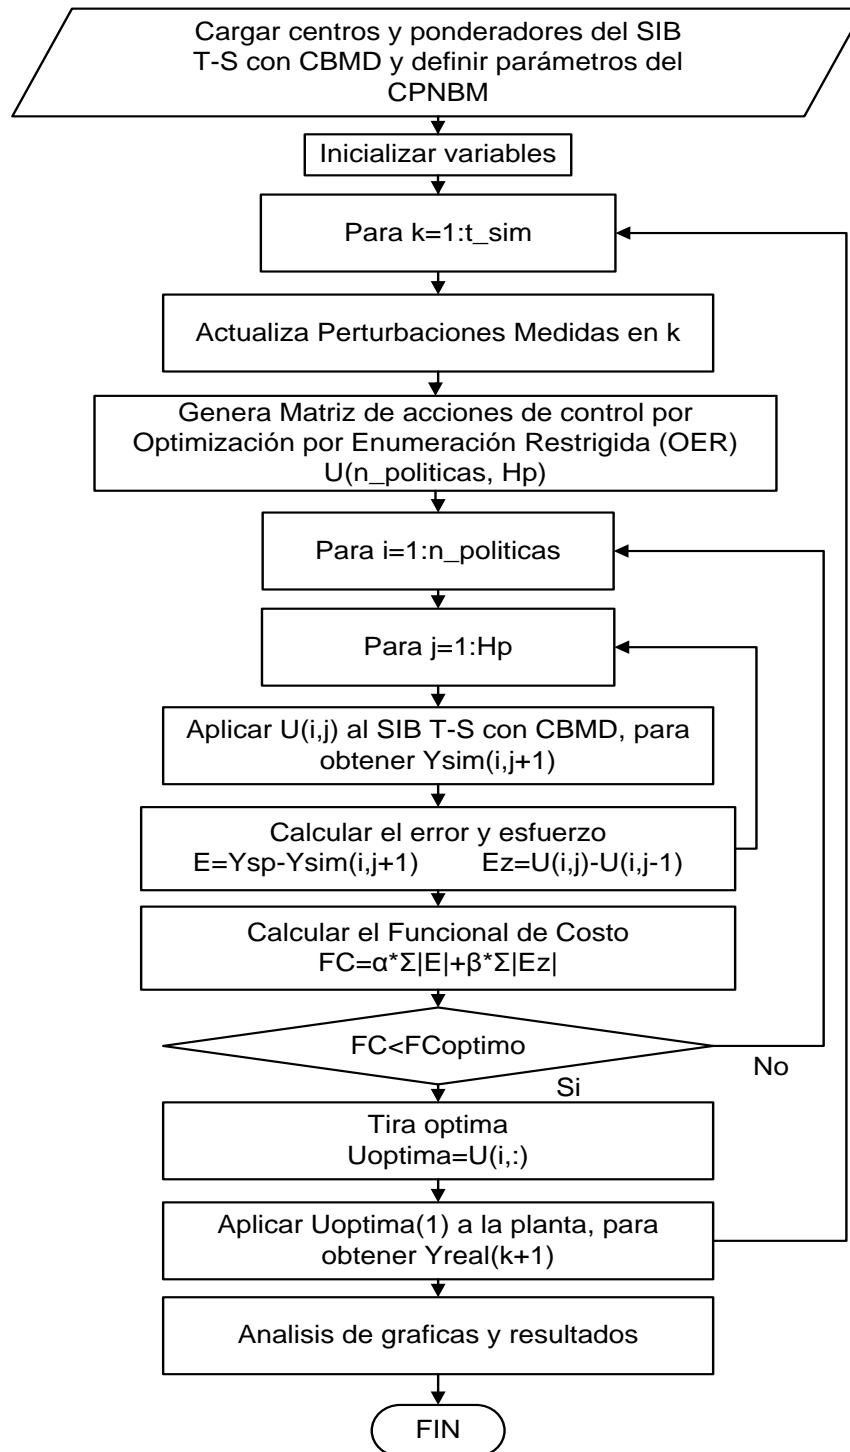 Cargar centros y ponderadores del SIB
T-S con CBMD y definir parámetros del
CPNBM
Inicializar variables
Para k=1:t_sim
Actualiza Perturbaciones Medidas en k
Genera Matriz de acciones de control por
Optimización por Enumeración Restrigida (OER)
U(n_politicas, Hp)
Para i=1:n_politicas
Para j=1:Hp
Aplicar U(i,j) al SIB T-S con CBMD, para
obtener Ysim(i,j+1)
Calcular el error y esfuerzo
E=Ysp-Ysim(i,j+1) Ez=U(i,j)-U(i,j-1)
Calcular el Funcional de Costo
FC=α*Σ|E|+β*Σ|Ez|
FC<FCoptimo
No
Si
Tira optima
Uoptima=U(i,:)
Aplicar Uoptima(1) a la planta, para
obtener Yreal(k+1)
Analisis de graficas y resultados
FIN